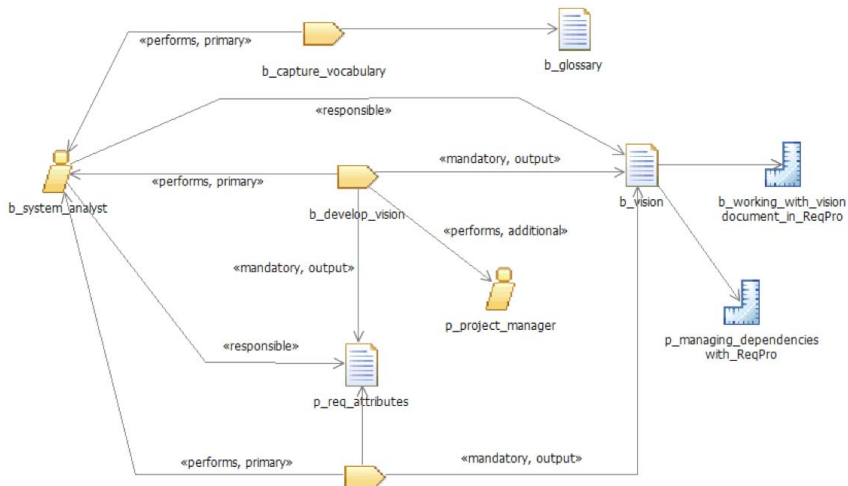 «performs, primary»
b_capture_vocabulary
b_glossary
«responsible»
«mandatory, output»
«performs, primary»
b_system_analyst
b_develop_vision
b_vision
b_working_with_vision
document_in_ReqPro
«performs, additional»
«mandatory, output»
p_project_manager
p_managing_dependencies
with_ReqPro
«responsible»
p_req_attributes
«performs, primary»
«mandatory, output»